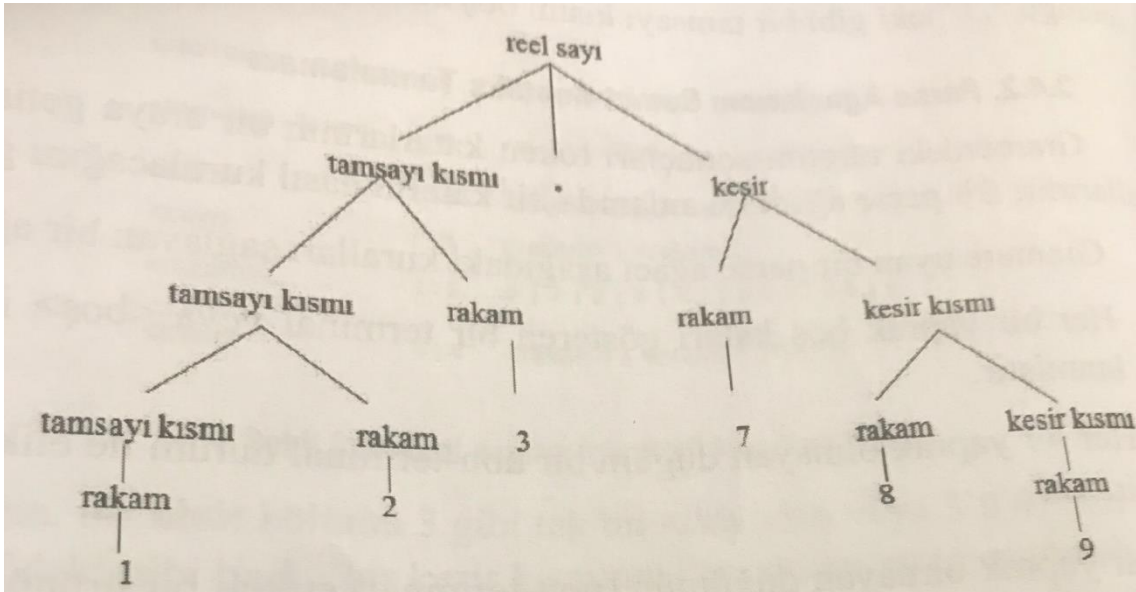 reel sayı
tamsayı kısmı . kesir
tamsayı kısmı rakam rakam kesir kısmı
tamsayı kısmı rakam 3 7 rakam kesir kısmı
rakam 2 8 rakam
1 9